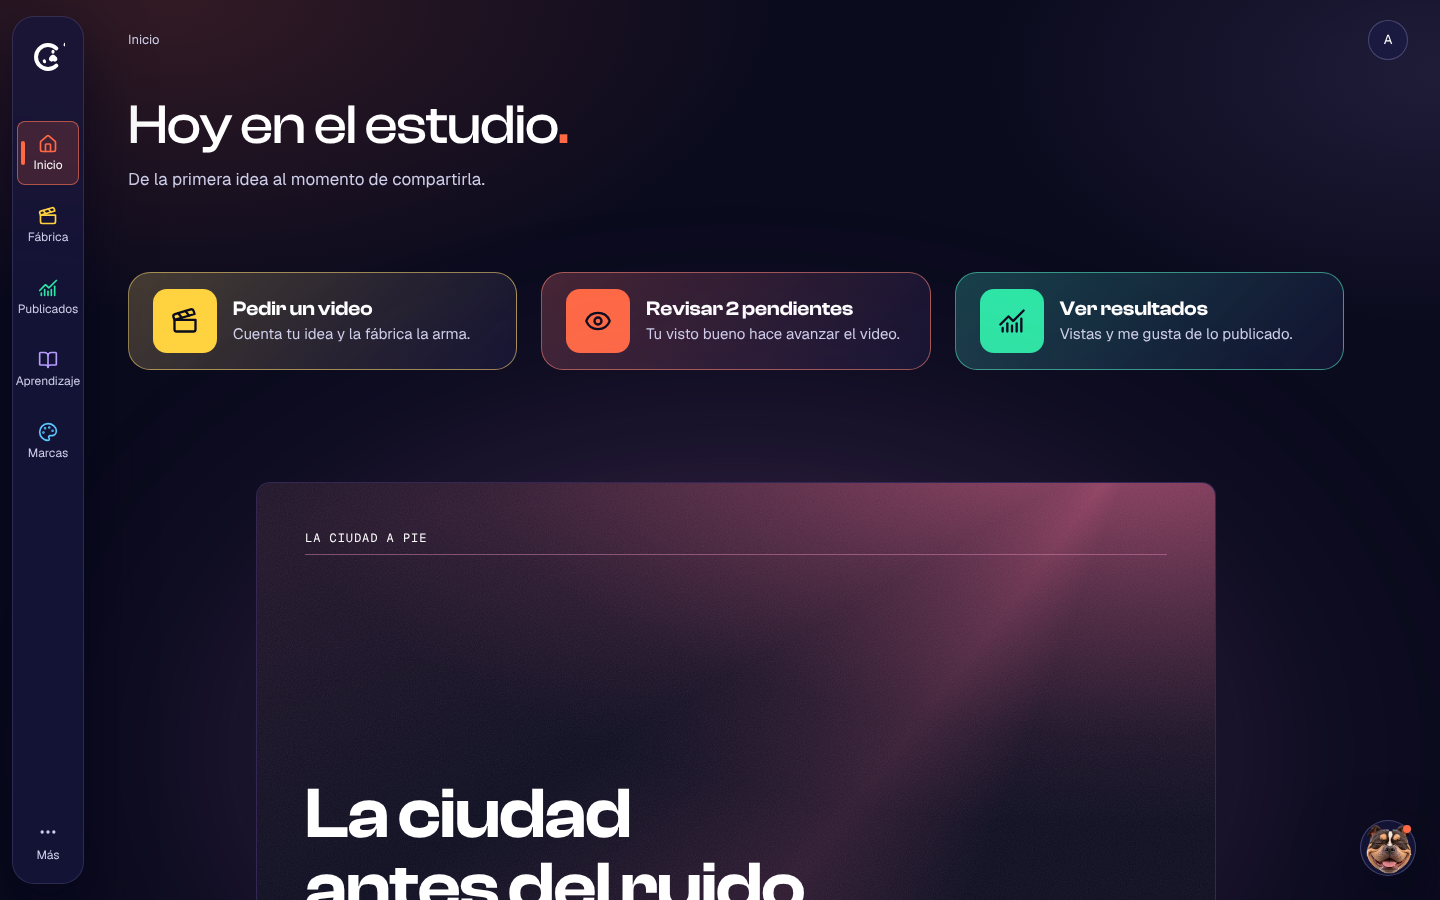 Inicio
A
Inicio
Fábrica
Publicados
Aprendizaje
Marcas
Más
Hoy en el estudio.
De la primera idea al momento de compartirla.
Pedir un video
Cuenta tu idea y la fábrica la arma.
Revisar 2 pendientes
Tu visto bueno hace avanzar el video.
Ver resultados
Vistas y me gusta de lo publicado.
LA CIUDAD A PIE
La ciudad
antes del ruido